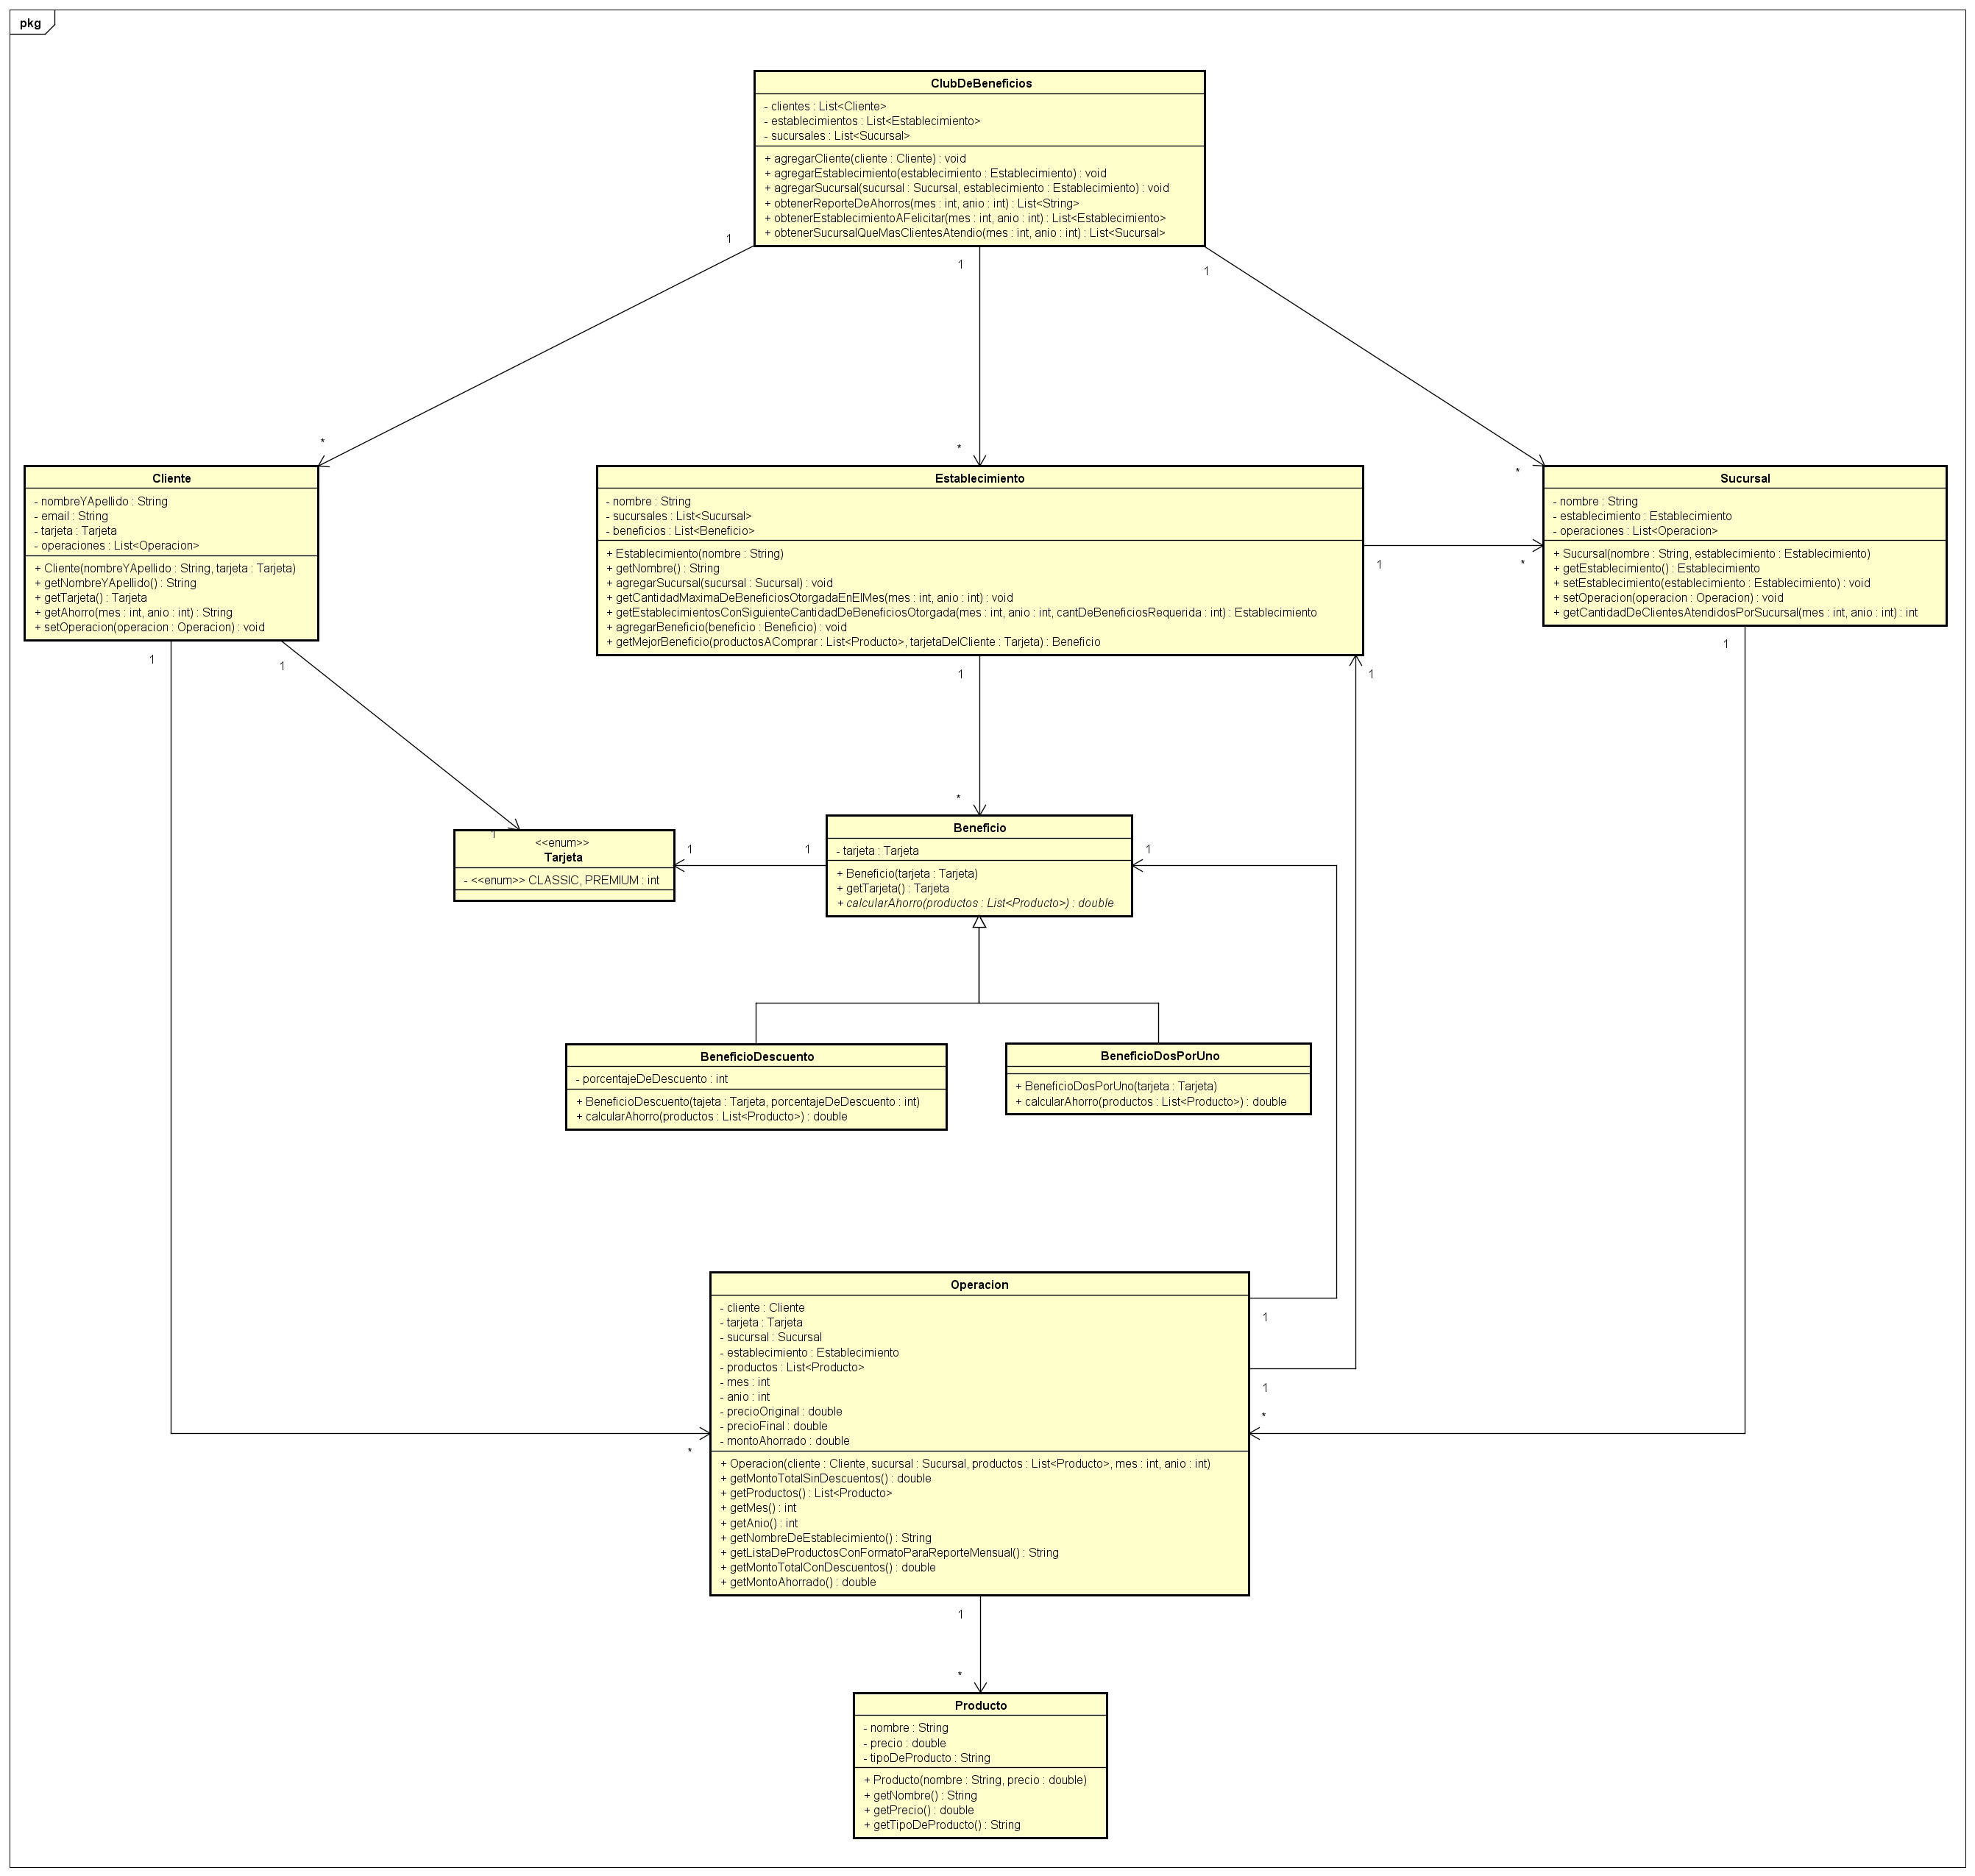 pkg
ClubDeBeneficios
- clientes : List<Cliente>
- establecimientos : List<Establecimiento>
- sucursales : List<Sucursal>
+ agregarCliente(cliente : Cliente) : void
+ agregarEstablecimiento(establecimiento : Establecimiento) : void
+ agregarSucursal(sucursal : Sucursal, establecimiento : Establecimiento) : void
+ obtenerReporteDeAhorros(mes : int, anio : int) : List<String>
+ obtenerEstablecimientoAFelicitar(mes : int, anio : int) : List<Establecimiento>
+ obtenerSucursalQueMasClientesAtendio(mes : int, anio : int) : List<Sucursal>
1
1
1
*
*
*
Cliente
- nombreYApellido : String
- email : String
- tarjeta : Tarjeta
- operaciones : List<Operacion>
+ Cliente(nombreYApellido : String, tarjeta : Tarjeta)
+ getNombreYApellido() : String
+ getTarjeta() : Tarjeta
+ getAhorro(mes : int, anio : int) : String
+ setOperacion(operacion : Operacion) : void
Establecimiento
- nombre : String
- sucursales : List<Sucursal>
- beneficios : List<Beneficio>
+ Establecimiento(nombre : String)
+ getNombre() : String
+ agregarSucursal(sucursal : Sucursal) : void
+ getCantidadMaximaDeBeneficiosOtorgadaEnElMes(mes : int, anio : int) : void
+ getEstablecimientosConSiguienteCantidadDeBeneficiosOtorgada(mes : int, anio : int, cantDeBeneficiosRequerida : int) : Establecimiento
+ agregarBeneficio(beneficio : Beneficio) : void
+ getMejorBeneficio(productosAComprar : List<Producto>, tarjetaDelCliente : Tarjeta) : Beneficio
1
*
Sucursal
- nombre : String
- establecimiento : Establecimiento
- operaciones : List<Operacion>
+ Sucursal(nombre : String, establecimiento : Establecimiento)
+ getEstablecimiento() : Establecimiento
+ setEstablecimiento(establecimiento : Establecimiento) : void
+ setOperacion(operacion : Operacion) : void
+ getCantidadDeClientesAtendidosPorSucursal(mes : int, anio : int) : int
1
1
1
1
1
*
1
<<enum>>
Tarjeta
- <<enum>> CLASSIC, PREMIUM : int
1
1
Beneficio
- tarjeta : Tarjeta
+ Beneficio(tarjeta : Tarjeta)
+ getTarjeta() : Tarjeta
+ calcularAhorro(productos : List<Producto>) : double
1
BeneficioDescuento
- porcentajeDeDescuento : int
+ BeneficioDescuento(tajeta : Tarjeta, porcentajeDeDescuento : int)
+ calcularAhorro(productos : List<Producto>) : double
BeneficioDosPorUno
+ BeneficioDosPorUno(tarjeta : Tarjeta)
+ calcularAhorro(productos : List<Producto>) : double
Operacion
- cliente : Cliente
- tarjeta : Tarjeta
- sucursal : Sucursal
- establecimiento : Establecimiento
- productos : List<Producto>
- mes : int
- anio : int
- precioOriginal : double
- precioFinal : double
- montoAhorrado : double
+ Operacion(cliente : Cliente, sucursal : Sucursal, productos : List<Producto>, mes : int, anio : int)
+ getMontoTotalSinDescuentos() : double
+ getProductos() : List<Producto>
+ getMes() : int
+ getAnio() : int
+ getNombreDeEstablecimiento() : String
+ getListaDeProductosConFormatoParaReporteMensual() : String
+ getMontoTotalConDescuentos() : double
+ getMontoAhorrado() : double
1
1
*
*
1
*
Producto
- nombre : String
- precio : double
- tipoDeProducto : String
+ Producto(nombre : String, precio : double)
+ getNombre() : String
+ getPrecio() : double
+ getTipoDeProducto() : String